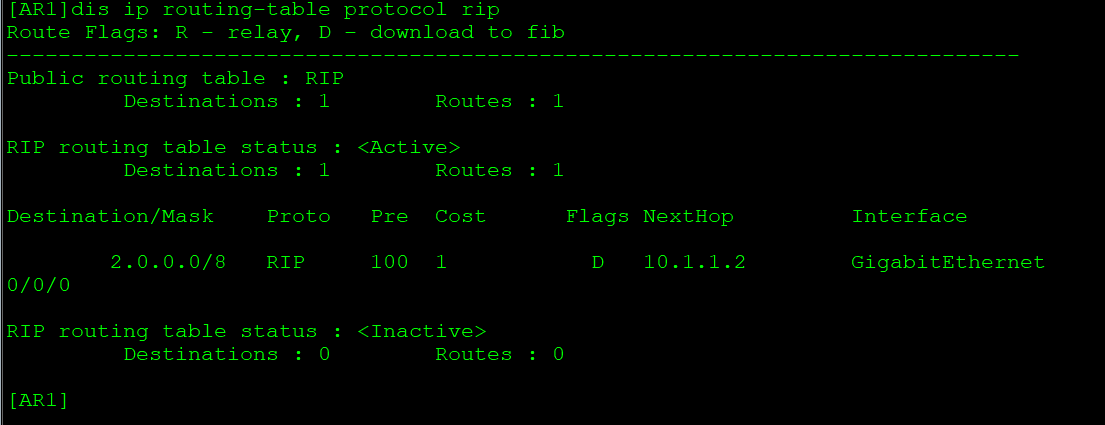 [AR1]dis ip routing-table protocol rip
Route Flags: R - relay, D - download to fib
------------------------------------------------------------------------------
Public routing table : RIP
         Destinations : 1        Routes : 1

RIP routing table status : <Active>
         Destinations : 1        Routes : 1

Destination/Mask    Proto   Pre  Cost      Flags NextHop         Interface

        2.0.0.0/8   RIP     100  1           D   10.1.1.2        GigabitEthernet
0/0/0

RIP routing table status : <Inactive>
         Destinations : 0        Routes : 0

[AR1]